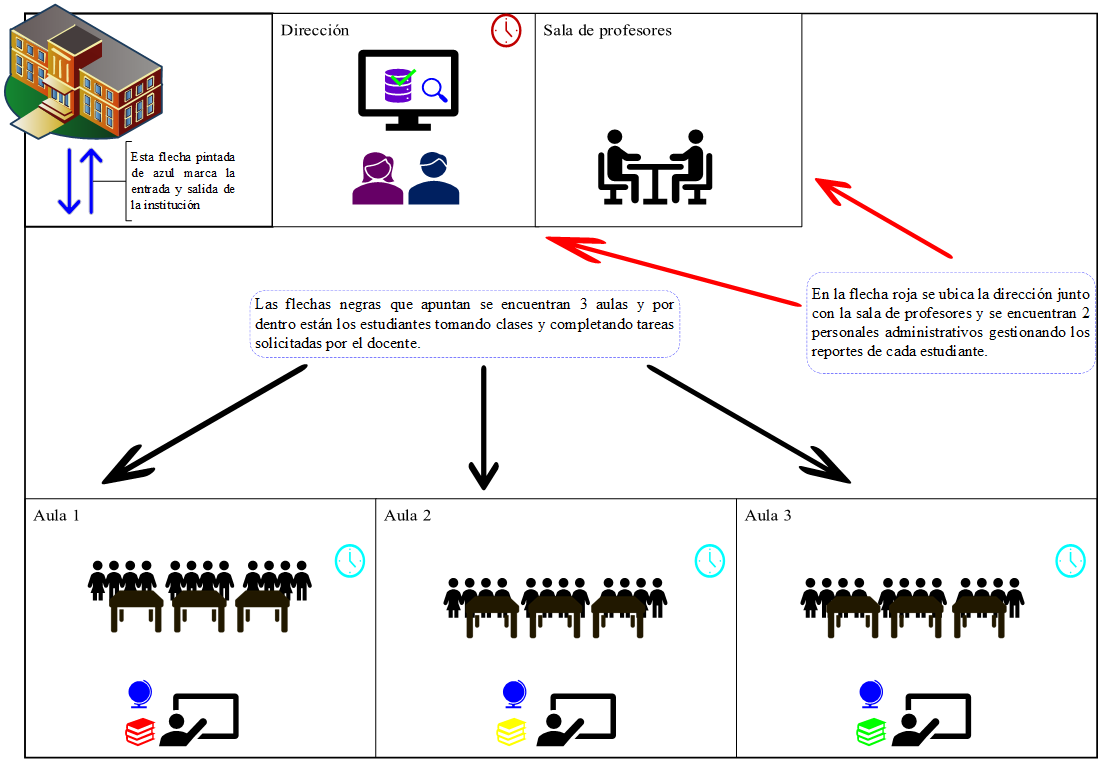 Dirección
Sala de profesores
Esta flecha pintada
de azul marca la
entrada y salida de
la institución
Las flechas negras que apuntan se encuentran 3 aulas y por
dentro están los estudiantes tomando clases y completando tareas
solicitadas por el docente.
En la flecha roja se ubica la dirección junto
con la sala de profesores y se encuentran 2
personales administrativos gestionando los
reportes de cada estudiante.
Aula 1
Aula 2
Aula 3